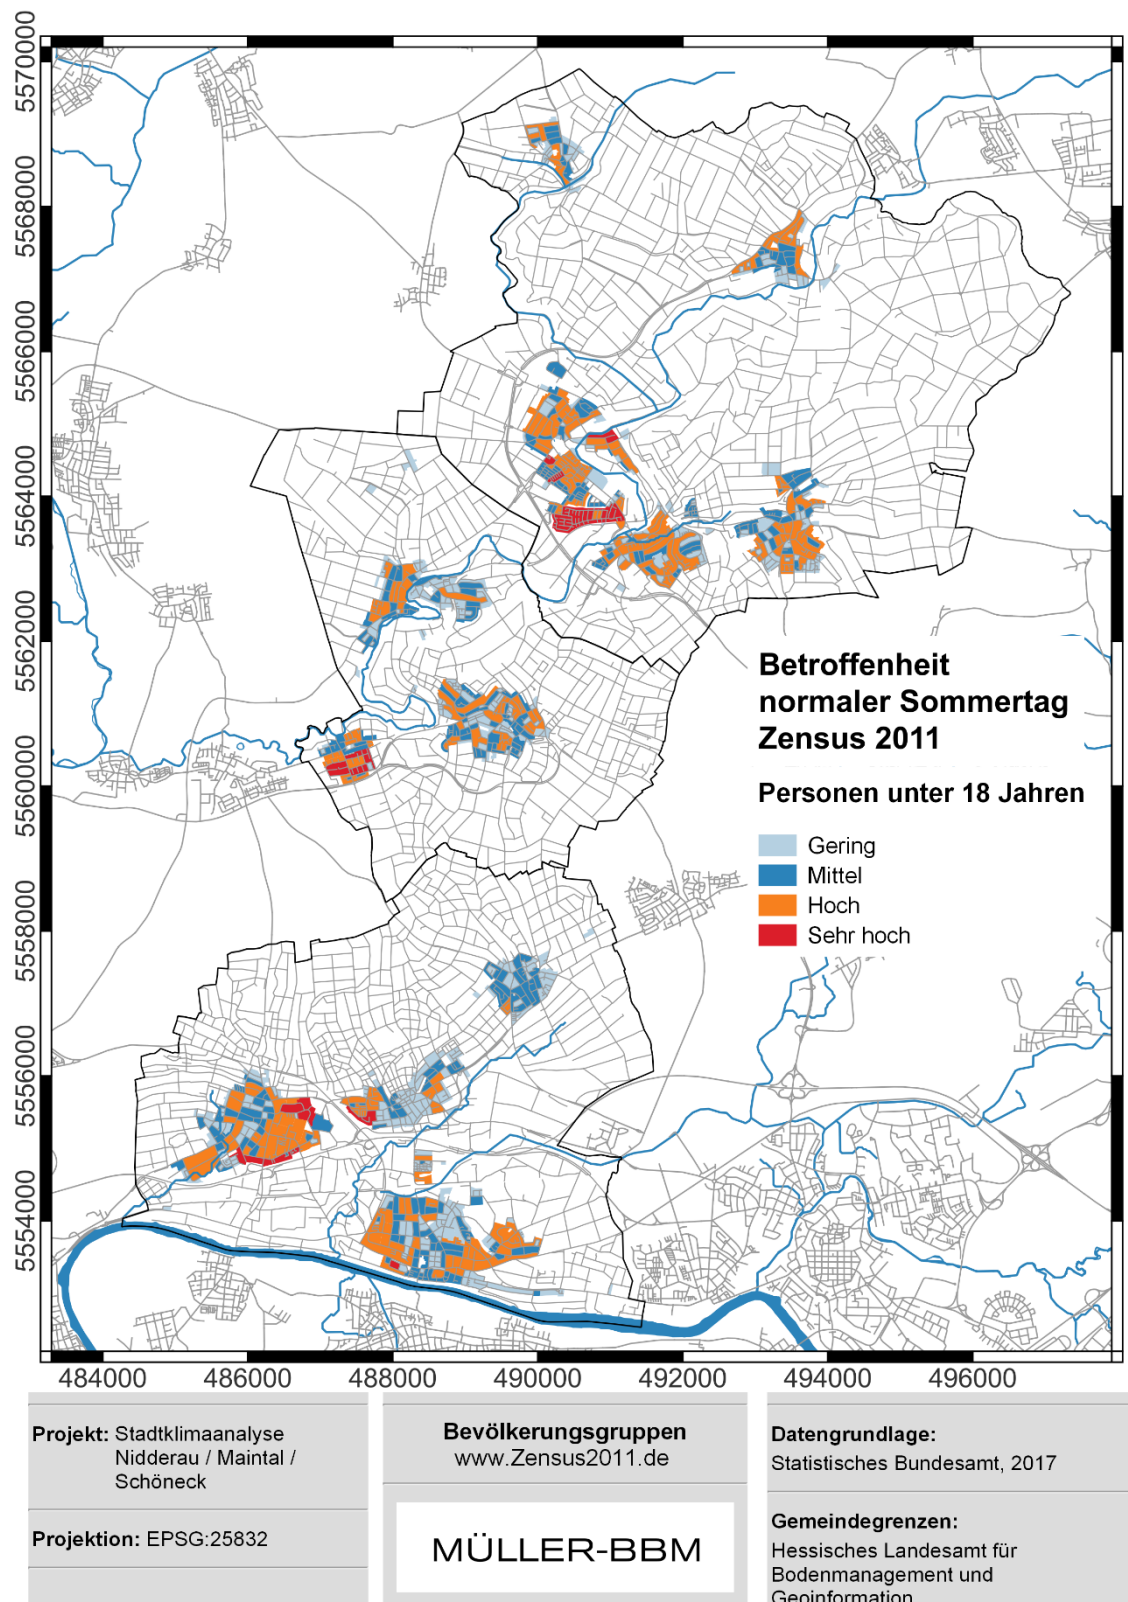 5570000
5568000
5566000
5564000
5562000
5560000
5558000
5556000
5554000
Betroffenheit
normaler Sommertag
Zensus 2011
Personen unter 18 Jahren
Gering
Mittel
Hoch
Sehr hoch
484000 486000 488000 490000 492000 494000 496000
Projekt: Stadtklimaanalyse
Nidderau / Maintal /
Schöneck
Projektion: EPSG:25832
Bevölkerungsgruppen
www.Zensus2011.de
MÜLLER-BBM
Datengrundlage:
Statistisches Bundesamt, 2017
Gemeindegrenzen:
Hessisches Landesamt für
Bodenmanagement und
Geoinformation